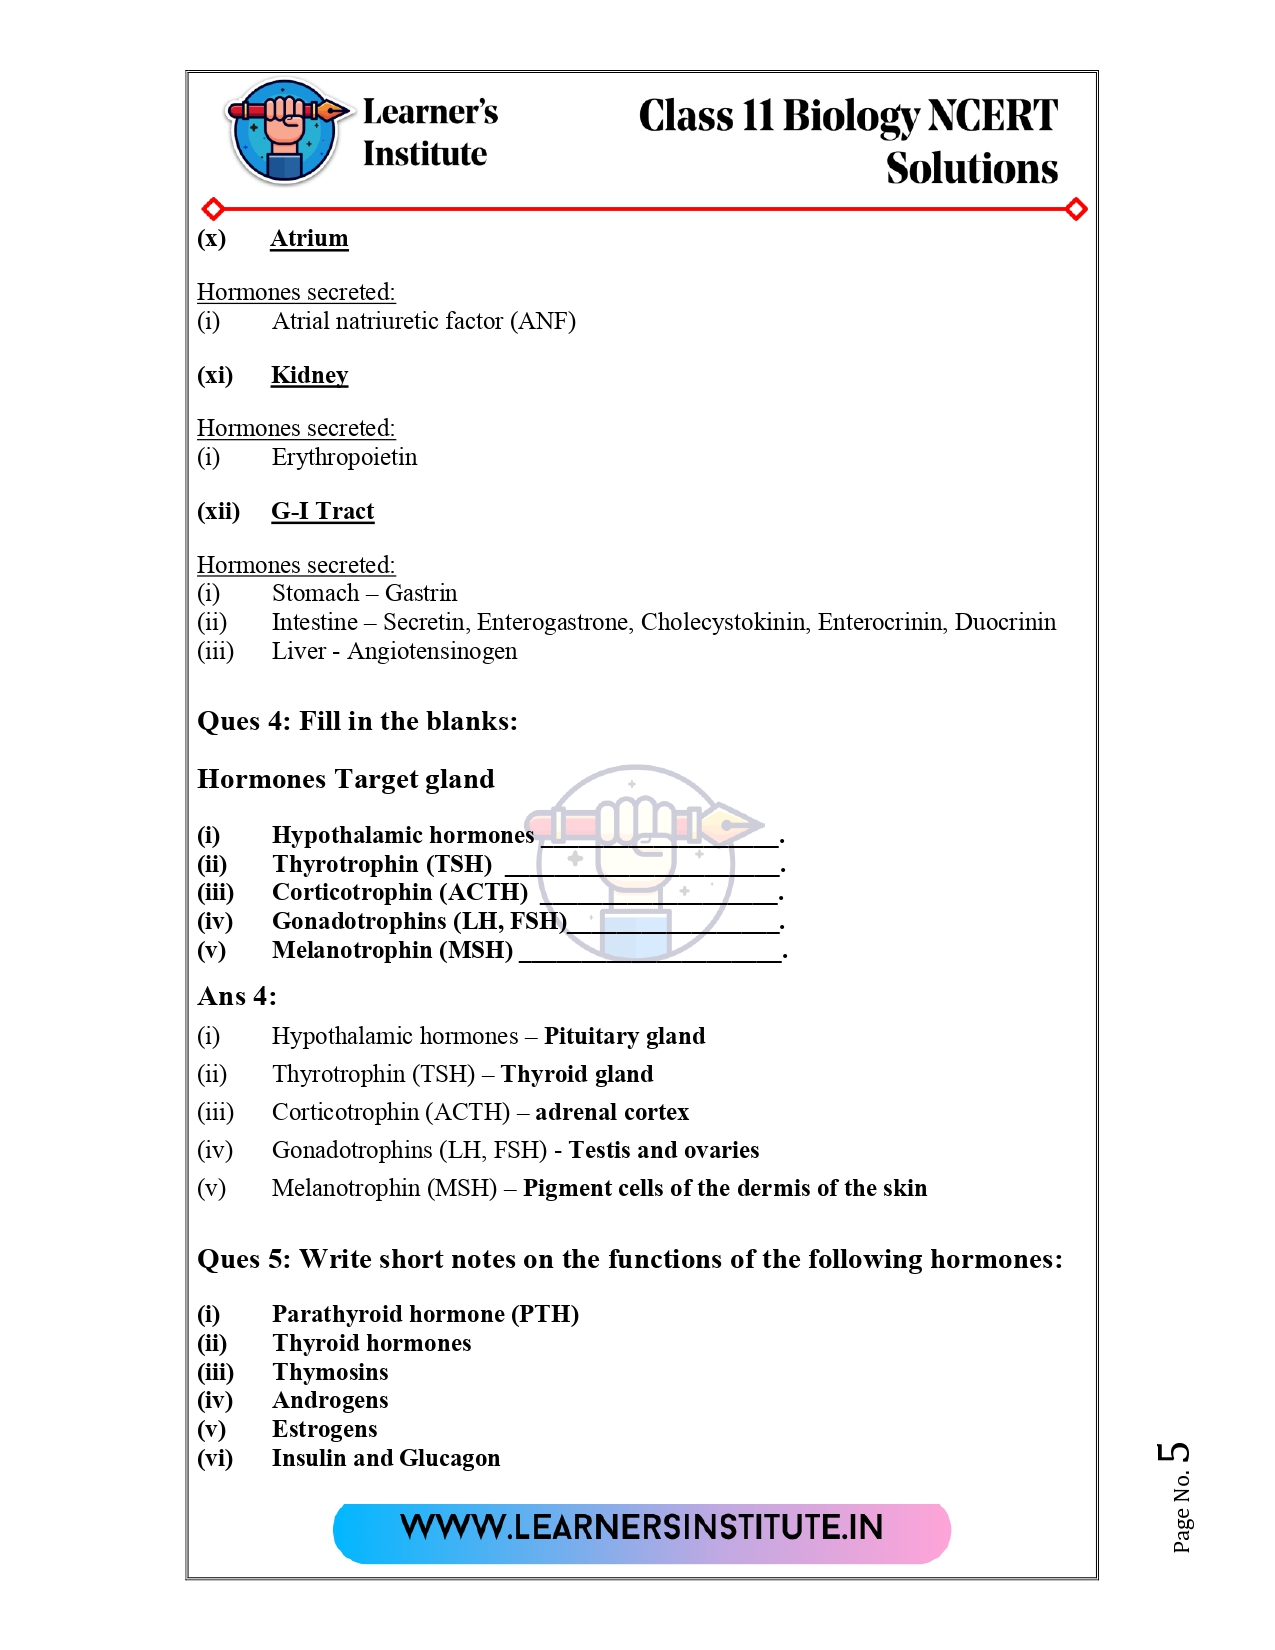 Learner's
Institute
Class 11 Biology NCERT
Solutions
(x) Atrium
Hormones secreted:
(i) Atrial natriuretic factor (ANF)
(xi) Kidney
Hormones secreted:
(i) Erythropoietin
(xii) G-I Tract
Hormones secreted:
(i) Stomach – Gastrin
(ii) Intestine – Secretin, Enterogastrone, Cholecystokinin, Enterocrinin, Duocrinin
(iii) Liver - Angiotensinogen
Ques 4: Fill in the blanks:
Hormones Target gland
(i) Hypothalamic hormones ___________________.
(ii) Thyrotrophin (TSH) ______________________.
(iii) Corticotrophin (ACTH) ___________________.
(iv) Gonadotrophins (LH, FSH)_________________.
(v) Melanotrophin (MSH) _____________________.
Ans 4:
(i) Hypothalamic hormones – Pituitary gland
(ii) Thyrotrophin (TSH) – Thyroid gland
(iii) Corticotrophin (ACTH) – adrenal cortex
(iv) Gonadotrophins (LH, FSH) - Testis and ovaries
(v) Melanotrophin (MSH) – Pigment cells of the dermis of the skin
Ques 5: Write short notes on the functions of the following hormones:
(i) Parathyroid hormone (PTH)
(ii) Thyroid hormones
(iii) Thymosins
(iv) Androgens
(v) Estrogens
(vi) Insulin and Glucagon
WWW.LEARNERSINSTITUTE.IN
Page No. 5